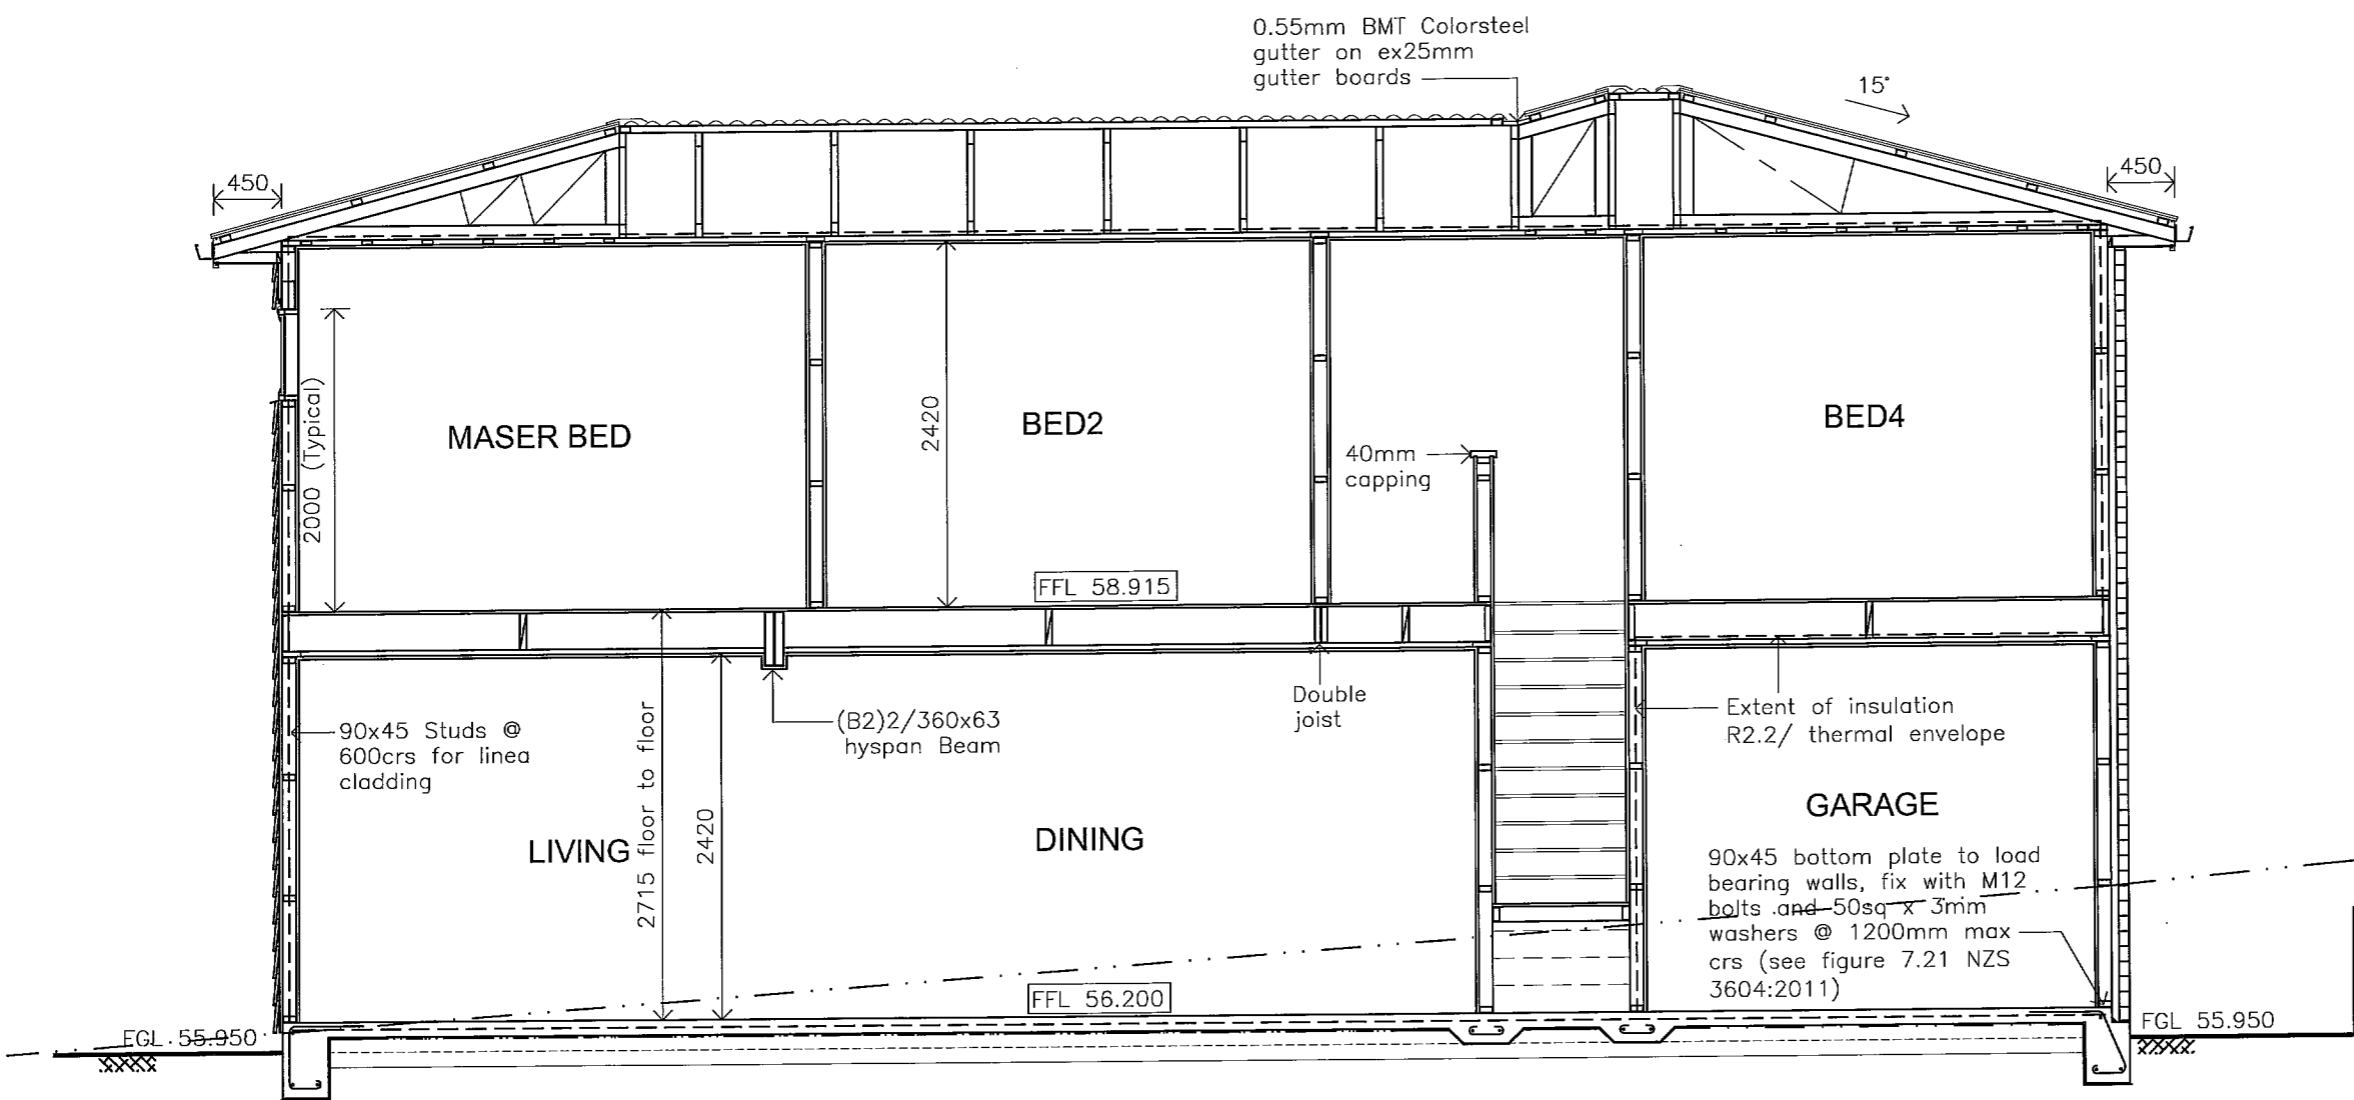 0.55mm BMT Colorsteel
gutter on ex25mm
gutter boards
15°
450
450
2000 (Typical)
MASER BED
2420
BED2
40mm
capping
BED4
FFL 58.915
90x45 Studs @
600crs for linea
cladding
2715 floor to floor
2420
(B2)2/360x63
hyspan Beam
Double
joist
Extent of insulation
R2.2/ thermal envelope
LIVING
DINING
GARAGE
90x45 bottom plate to load
bearing walls, fix with M12
bolts and 50sq x 3mm
washers @ 1200mm max
crs (see figure 7.21 NZS
3604:2011)
FFL 56.200
FGL 55.950
FGL 55.950